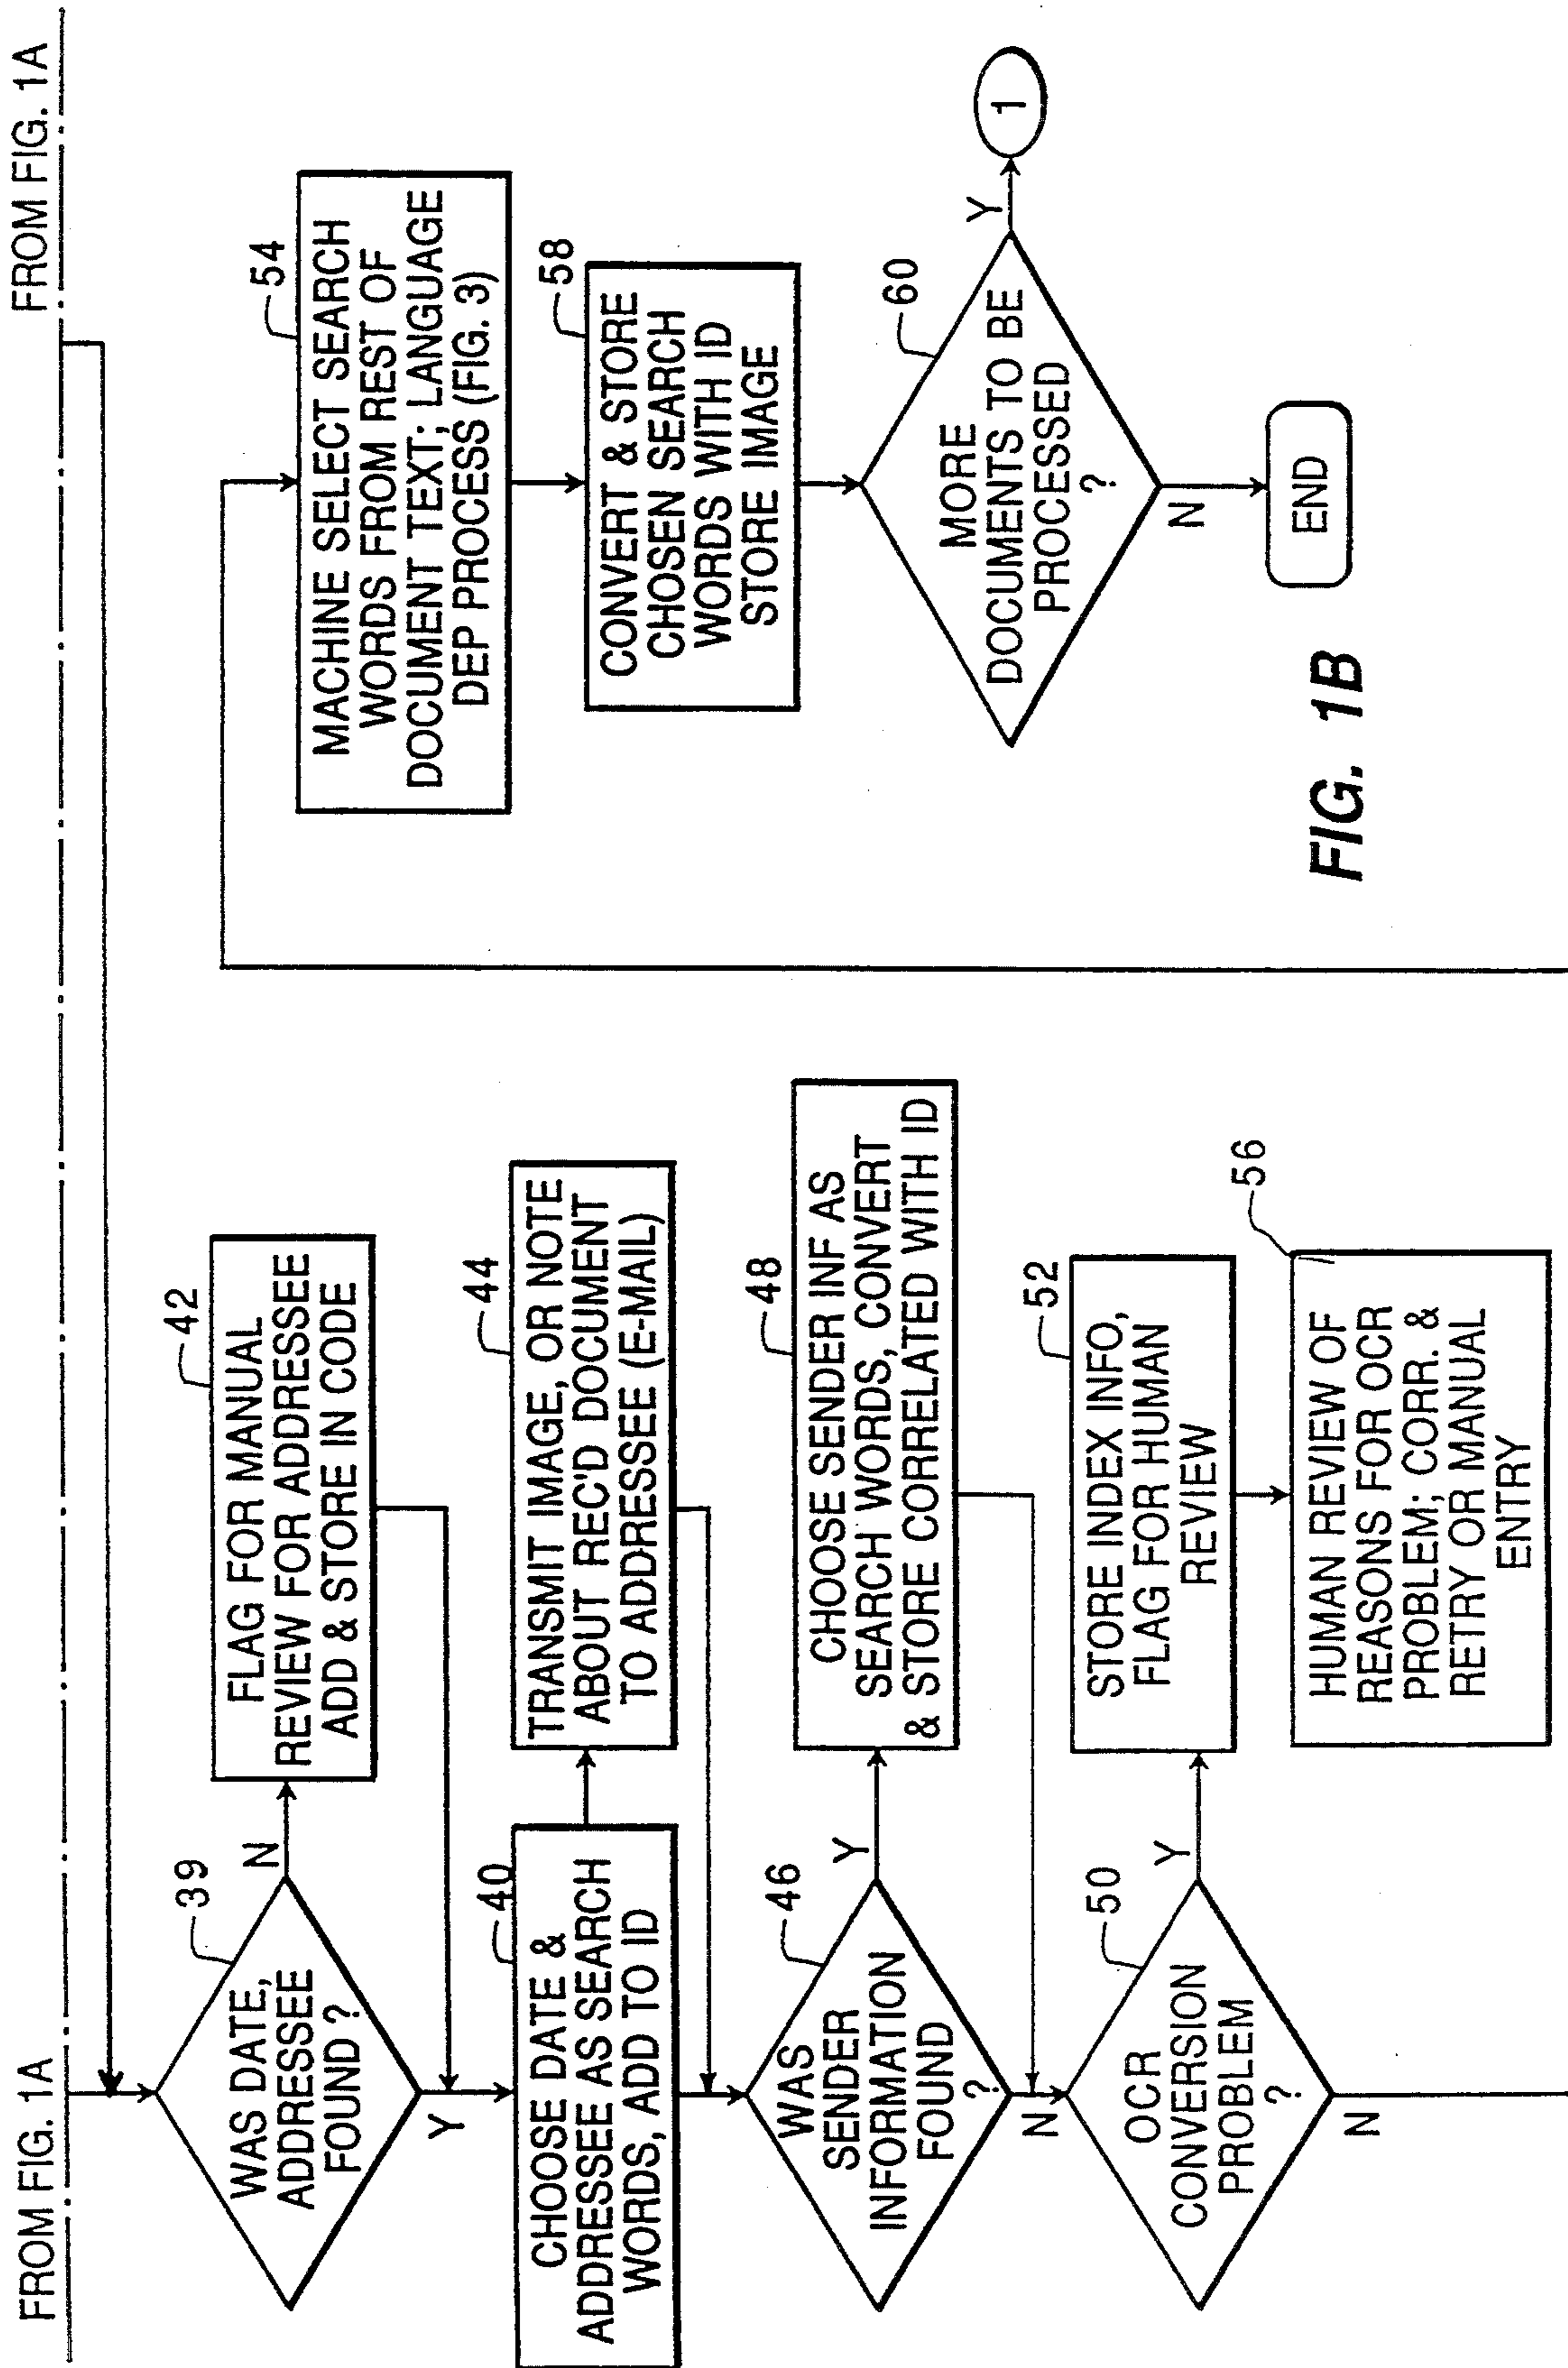 FROM FIG. 1A
FROM FIG. 1A
39
WAS DATE,
ADDRESSEE
FOUND ?
N
Y
42
FLAG FOR MANUAL
REVIEW FOR ADDRESSEE
ADD & STORE IN CODE
40
CHOOSE DATE &
ADDRESSEE AS SEARCH
WORDS, ADD TO ID
44
TRANSMIT IMAGE, OR NOTE
ABOUT REC'D DOCUMENT
TO ADDRESSEE (E-MAIL)
46
WAS
SENDER
INFORMATION
FOUND
?
Y
N
48
CHOOSE SENDER INF AS
SEARCH WORDS, CONVERT
& STORE CORRELATED WITH ID
50
OCR
CONVERSION
PROBLEM
?
Y
N
52
STORE INDEX INFO,
FLAG FOR HUMAN
REVIEW
56
HUMAN REVIEW OF
REASONS FOR OCR
PROBLEM; CORR. &
RETRY OR MANUAL
ENTRY
54
MACHINE SELECT SEARCH
WORDS FROM REST OF
DOCUMENT TEXT; LANGUAGE
DEP PROCESS (FIG. 3)
58
CONVERT & STORE
CHOSEN SEARCH
WORDS WITH ID
STORE IMAGE
60
MORE
DOCUMENTS TO BE
PROCESSED
?
Y
1
N
END
FIG. 1B